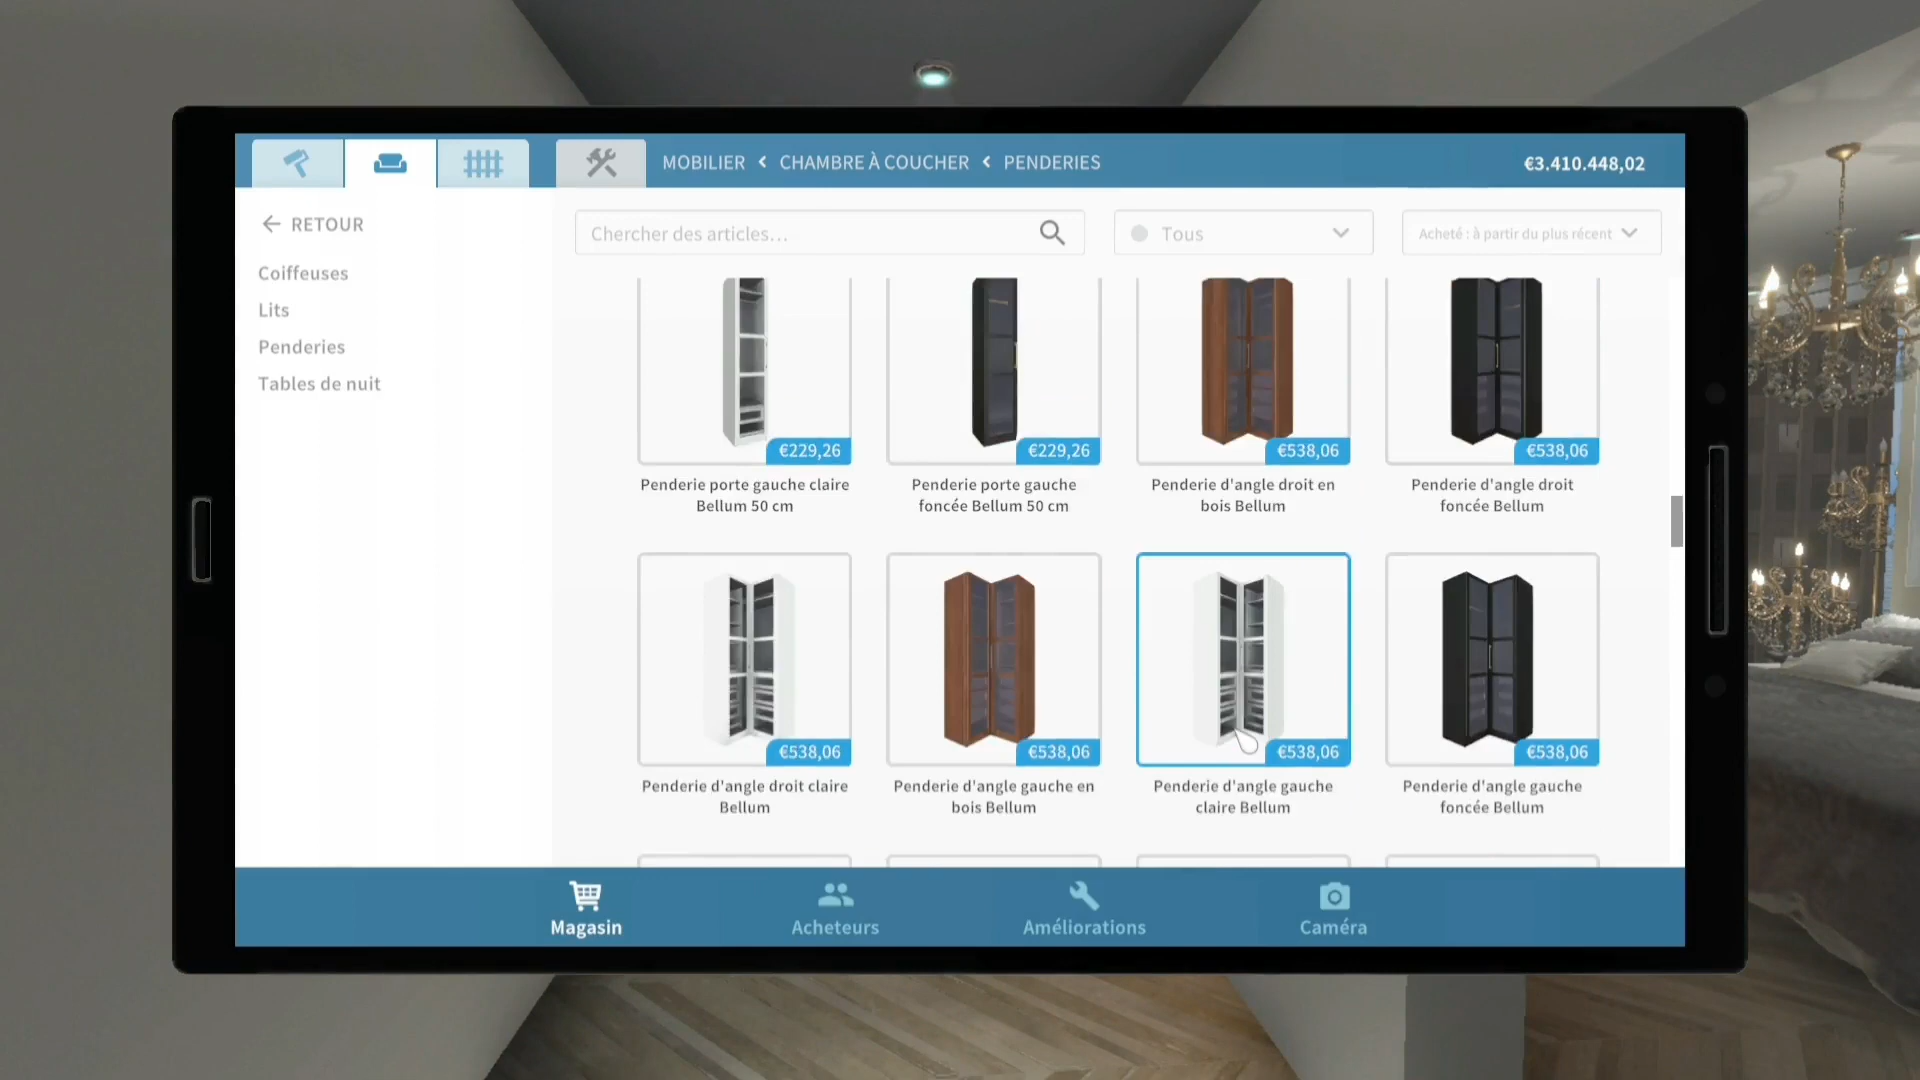 MOBILIER < CHAMBRE À COUCHER < PENDERIES
€3.410.448,02
RETOUR
Coiffeuses
Lits
Penderies
Tables de nuit
Chercher des articles...
Tous
Acheté : à partir du plus récent
€229,26
€229,26
€538,06
€538,06
Penderie porte gauche claire
Bellum 50 cm
Penderie porte gauche
foncée Bellum 50 cm
Penderie d'angle droit en
bois Bellum
Penderie d'angle droit
foncée Bellum
€538,06
€538,06
€538,06
€538,06
Penderie d'angle droit claire
Bellum
Penderie d'angle gauche en
bois Bellum
Penderie d'angle gauche
claire Bellum
Penderie d'angle gauche
foncée Bellum
Magasin
Acheteurs
Améliorations
Caméra